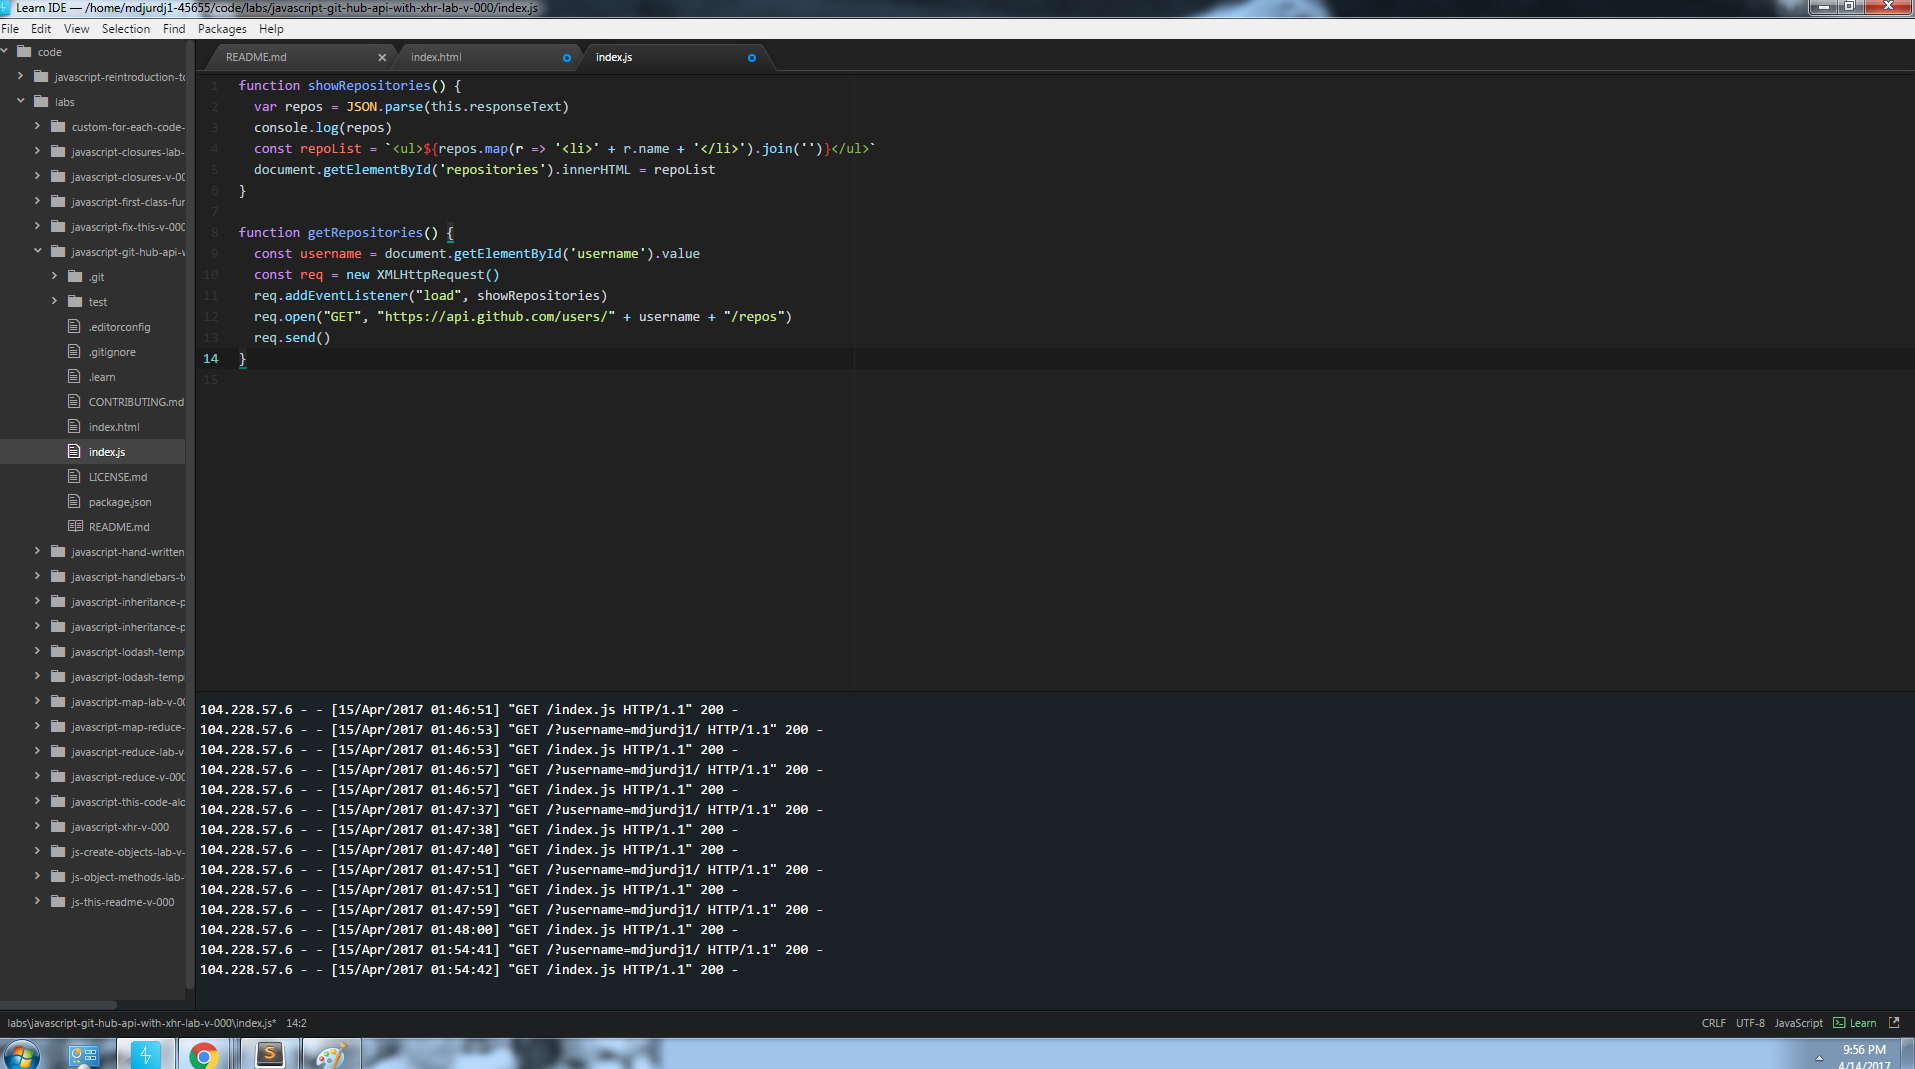 Learn IDE — /home/mdjurdj1-45655/code/labs/javascript-git-hub-api-with-xhr-lab-v-000/index.js
File Edit View Selection Find Packages Help
code
javascript-reintroduction-to
labs
custom-for-each-code-
javascript-closures-lab-
javascript-closures-v-00
javascript-first-class-fur
javascript-fix-this-v-000
javascript-git-hub-api-v
.git
test
.editorconfig
.gitignore
.learn
CONTRIBUTING.md
index.html
index.js
LICENSE.md
package.json
README.md
javascript-hand-written
javascript-handlebars-te
javascript-inheritance-p
javascript-inheritance-p
javascript-lodash-templ
javascript-lodash-templ
javascript-map-lab-v-00
javascript-map-reduce-
javascript-reduce-lab-v
javascript-reduce-v-000
javascript-this-code-alo
javascript-xhr-v-000
js-create-objects-lab-v-
js-object-methods-lab-
js-this-readme-v-000
README.md index.html index.js
1 function showRepositories() {
2 var repos = JSON.parse(this.responseText)
3 console.log(repos)
4 const repoList = `<ul>${repos.map(r => '<li>' + r.name + '</li>').join('')}</ul>`
5 document.getElementById('repositories').innerHTML = repoList
6 }
7
8 function getRepositories() {
9 const username = document.getElementById('username').value
10 const req = new XMLHttpRequest()
11 req.addEventListener("load", showRepositories)
12 req.open("GET", "https://api.github.com/users/" + username + "/repos")
13 req.send()
14 }
15
104.228.57.6 - - [15/Apr/2017 01:46:51] "GET /index.js HTTP/1.1" 200 -
104.228.57.6 - - [15/Apr/2017 01:46:53] "GET /?username=mdjurdj1/ HTTP/1.1" 200 -
104.228.57.6 - - [15/Apr/2017 01:46:53] "GET /index.js HTTP/1.1" 200 -
104.228.57.6 - - [15/Apr/2017 01:46:57] "GET /?username=mdjurdj1/ HTTP/1.1" 200 -
104.228.57.6 - - [15/Apr/2017 01:46:57] "GET /index.js HTTP/1.1" 200 -
104.228.57.6 - - [15/Apr/2017 01:47:37] "GET /?username=mdjurdj1/ HTTP/1.1" 200 -
104.228.57.6 - - [15/Apr/2017 01:47:38] "GET /index.js HTTP/1.1" 200 -
104.228.57.6 - - [15/Apr/2017 01:47:40] "GET /index.js HTTP/1.1" 200 -
104.228.57.6 - - [15/Apr/2017 01:47:51] "GET /?username=mdjurdj1/ HTTP/1.1" 200 -
104.228.57.6 - - [15/Apr/2017 01:47:51] "GET /index.js HTTP/1.1" 200 -
104.228.57.6 - - [15/Apr/2017 01:47:59] "GET /?username=mdjurdj1/ HTTP/1.1" 200 -
104.228.57.6 - - [15/Apr/2017 01:48:00] "GET /index.js HTTP/1.1" 200 -
104.228.57.6 - - [15/Apr/2017 01:54:41] "GET /?username=mdjurdj1/ HTTP/1.1" 200 -
104.228.57.6 - - [15/Apr/2017 01:54:42] "GET /index.js HTTP/1.1" 200 -
labs\javascript-git-hub-api-with-xhr-lab-v-000\index.js* 14:2
CRLF UTF-8 JavaScript Learn
9:56 PM
4/14/2017